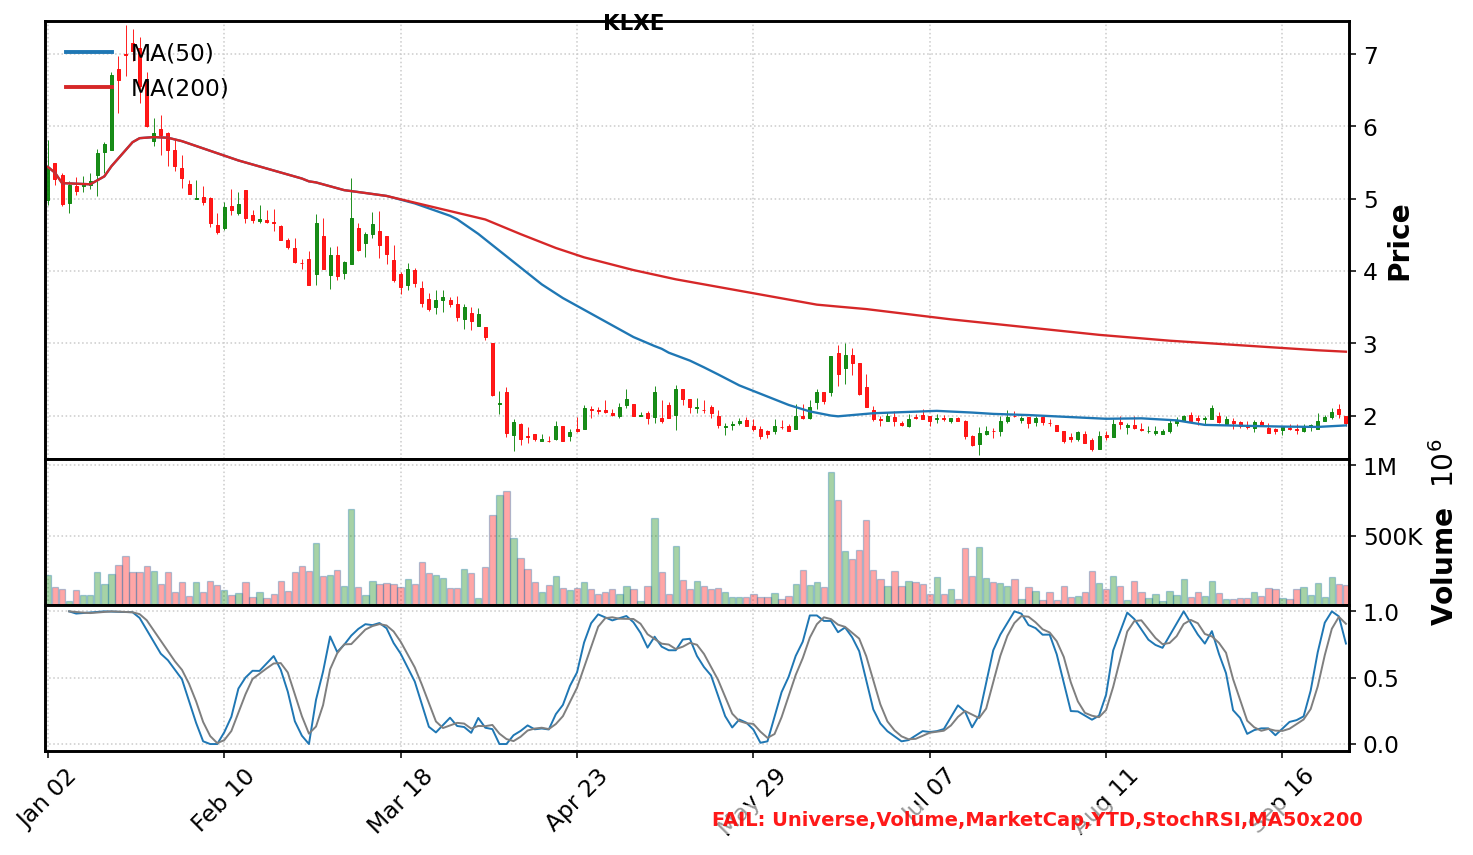 KLXE
MA(50)
MA(200)
7
6
5
4
3
2
Price
1M
500K
Volume 10⁶
1.0
0.5
0.0
Jan 02
Feb 10
Mar 18
Apr 23
May 29
Jul 07
Aug 11
Sep 16
FAIL: Universe,Volume,MarketCap,YTD,StochRSI,MA50x200